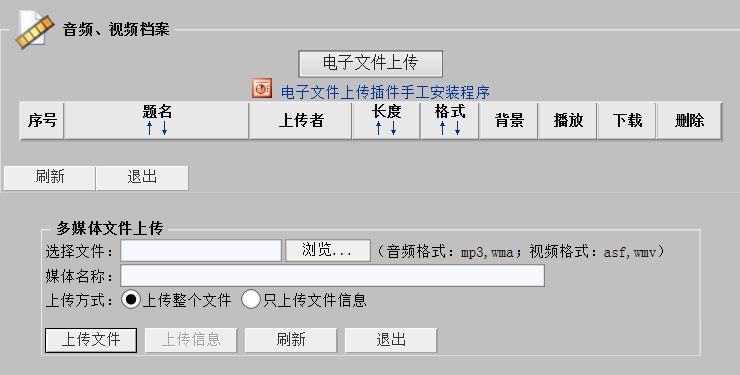 音频、视频档案
电子文件上传
电子文件上传插件手工安装程序
序号 题名 上传者 长度 格式 背景 播放 下载 删除
↑ ↓ ↑ ↓ ↑ ↓
刷新 退出
多媒体文件上传
选择文件: 浏览... (音频格式: mp3,wma; 视频格式: asf,wmv)
媒体名称:
上传方式: 上传整个文件 只上传文件信息
上传文件 上传信息 刷新 退出